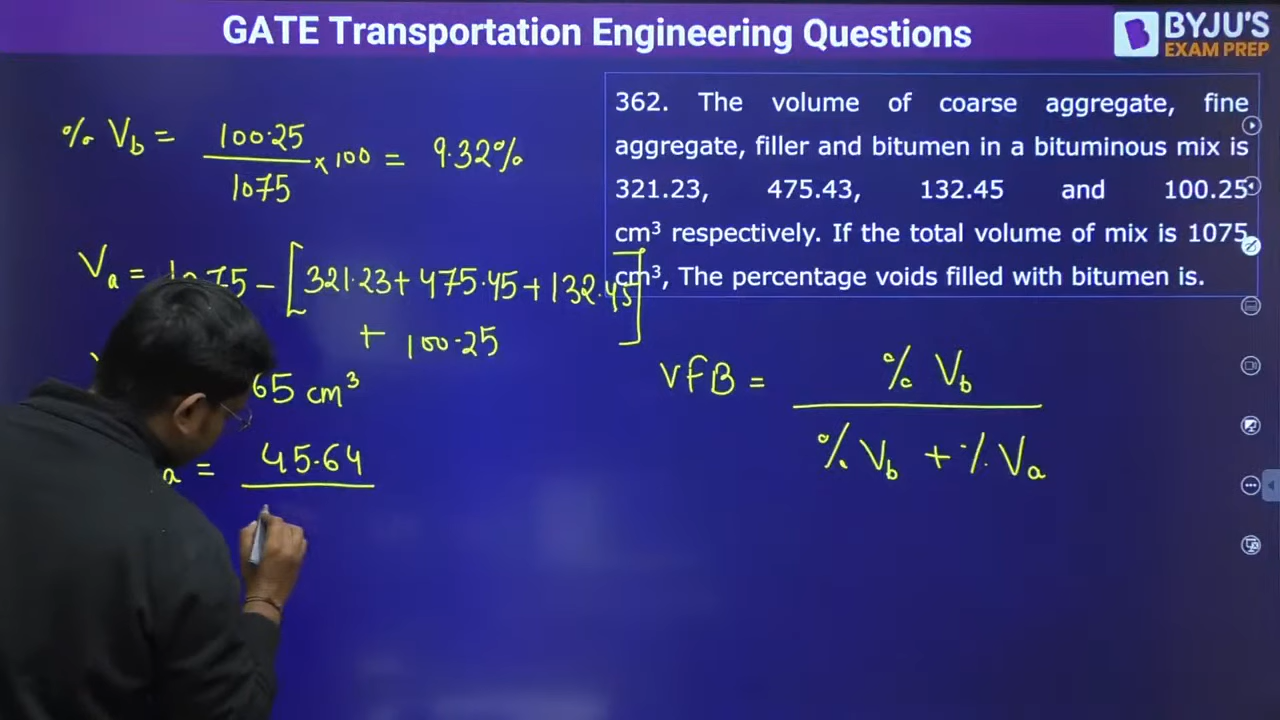 GATE Transportation Engineering Questions
BYJU'S
EXAM PREP
362. The volume of coarse aggregate, fine
aggregate, filler and bitumen in a bituminous mix is
321.23, 475.43, 132.45 and 100.25
cm³ respectively. If the total volume of mix is 1075
cm³, The percentage voids filled with bitumen is.
% Vb = 100.25 / 1075 × 100 = 9.32%
Va = 1075 - [321.23 + 475.45 + 132.45
+ 100.25]
65 cm³
a = 45.64
VFB = % Vb
% Vb + % Va